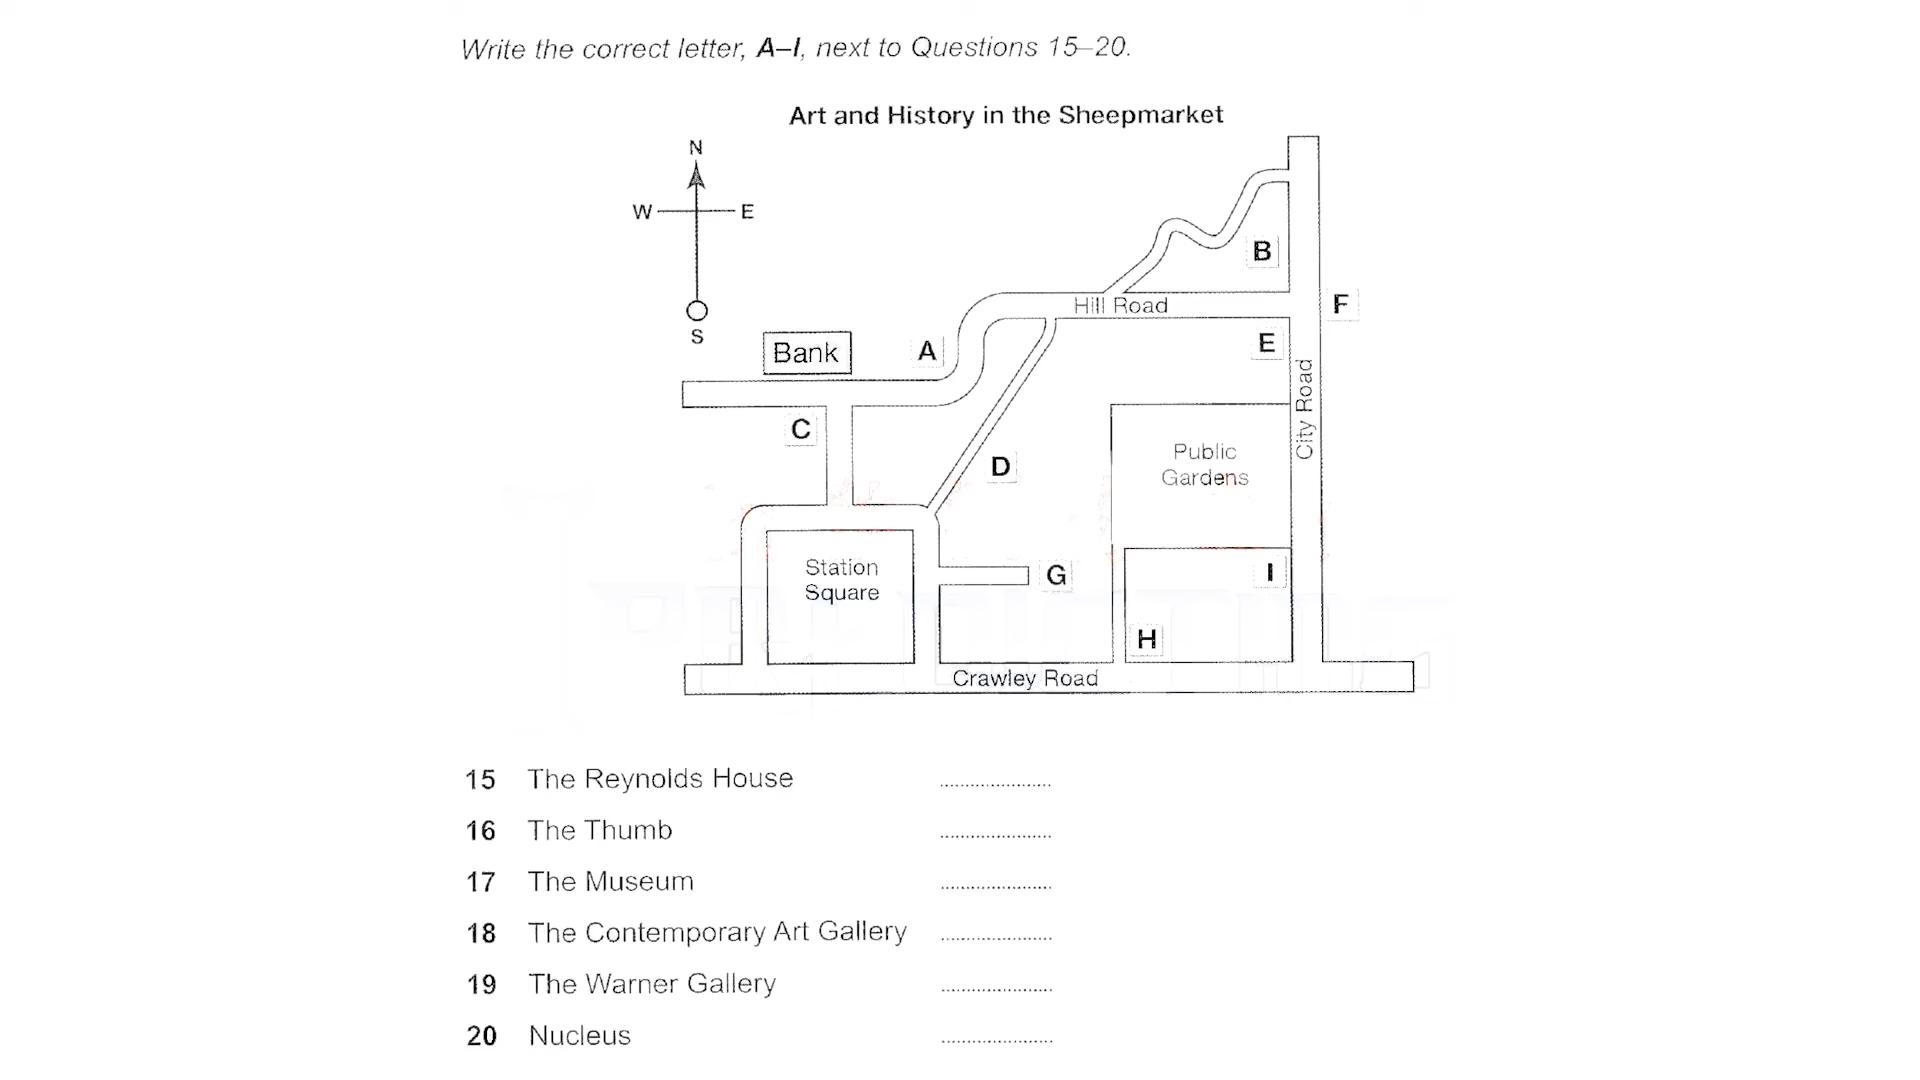 Write the correct letter, A–I, next to Questions 15–20.
Art and History in the Sheepmarket
N
W E
S
B
Hill Road
F
Bank
A
E
City Road
C
D
Public
Gardens
Station
Square
G
I
H
Crawley Road
15 The Reynolds House ......................
16 The Thumb ......................
17 The Museum ......................
18 The Contemporary Art Gallery ......................
19 The Warner Gallery ......................
20 Nucleus ......................